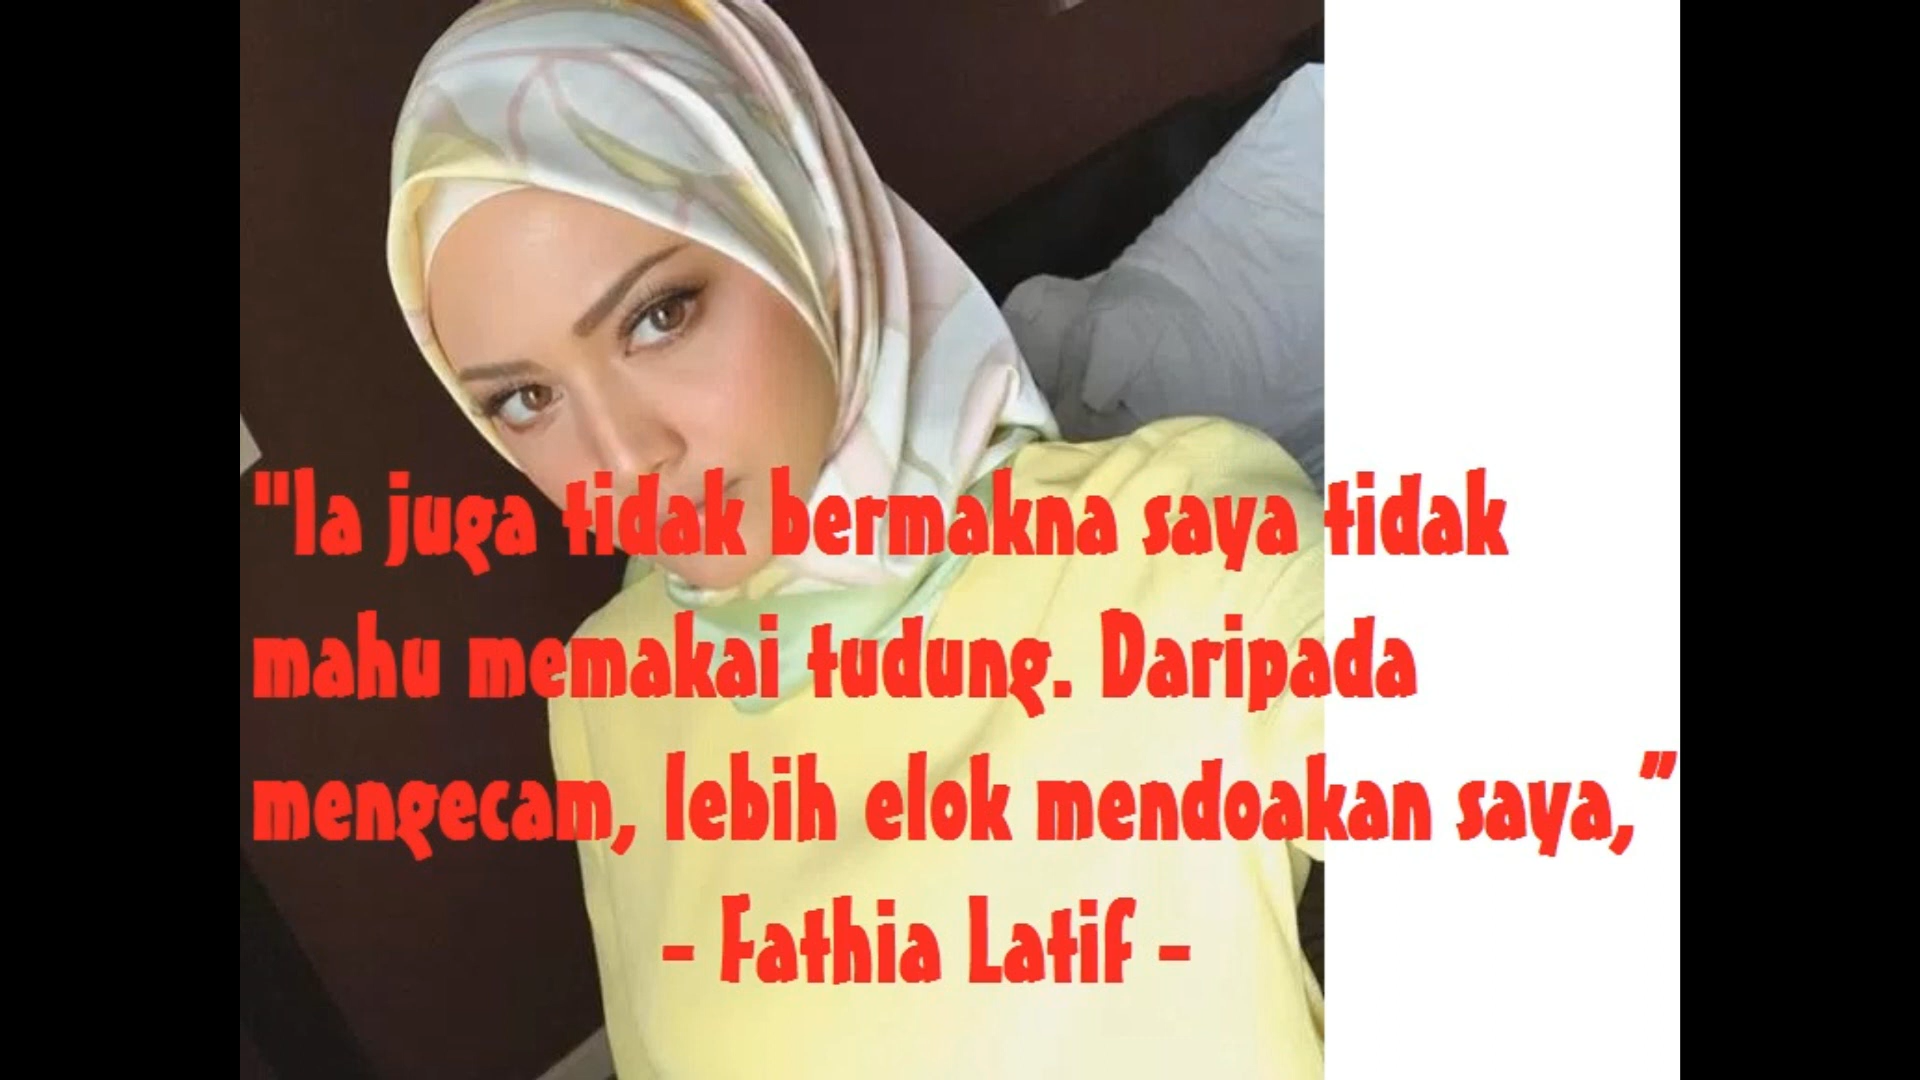 "Ia juga tidak bermakna saya tidak
mahu memakai tudung. Daripada
mengecam, lebih elok mendoakan saya,”
- Fathia Latif -